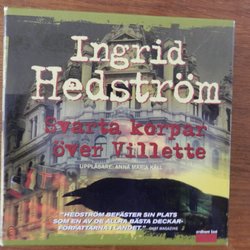 Ingrid
Hedström
Svarta korpar
över Villette
UPPLÄSARE: ANNA MARIA KÄLL
"HEDSTRÖM BEFÄSTER SIN PLATS
SOM EN AV DE ALLRA BÄSTA DECKAR-
FÖRFATTARNA I LANDET."
MAGAZINE